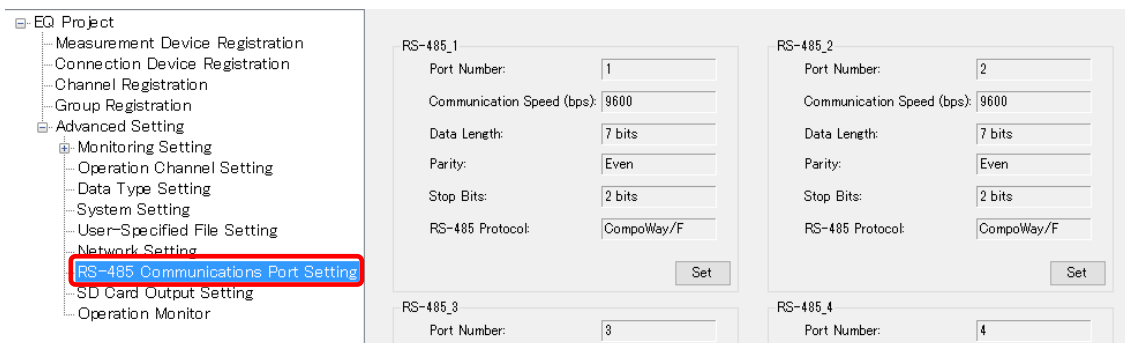 EQ Project
Measurement Device Registration
Connection Device Registration
Channel Registration
Group Registration
Advanced Setting
Monitoring Setting
Operation Channel Setting
Data Type Setting
System Setting
User-Specified File Setting
Network Setting
RS-485 Communications Port Setting
SD Card Output Setting
Operation Monitor
RS-485_1
Port Number: 1
Communication Speed (bps): 9600
Data Length: 7 bits
Parity: Even
Stop Bits: 2 bits
RS-485 Protocol: CompoWay/F
Set
RS-485_2
Port Number: 2
Communication Speed (bps): 9600
Data Length: 7 bits
Parity: Even
Stop Bits: 2 bits
RS-485 Protocol: CompoWay/F
Set
RS-485_3
Port Number: 3
RS-485_4
Port Number: 4